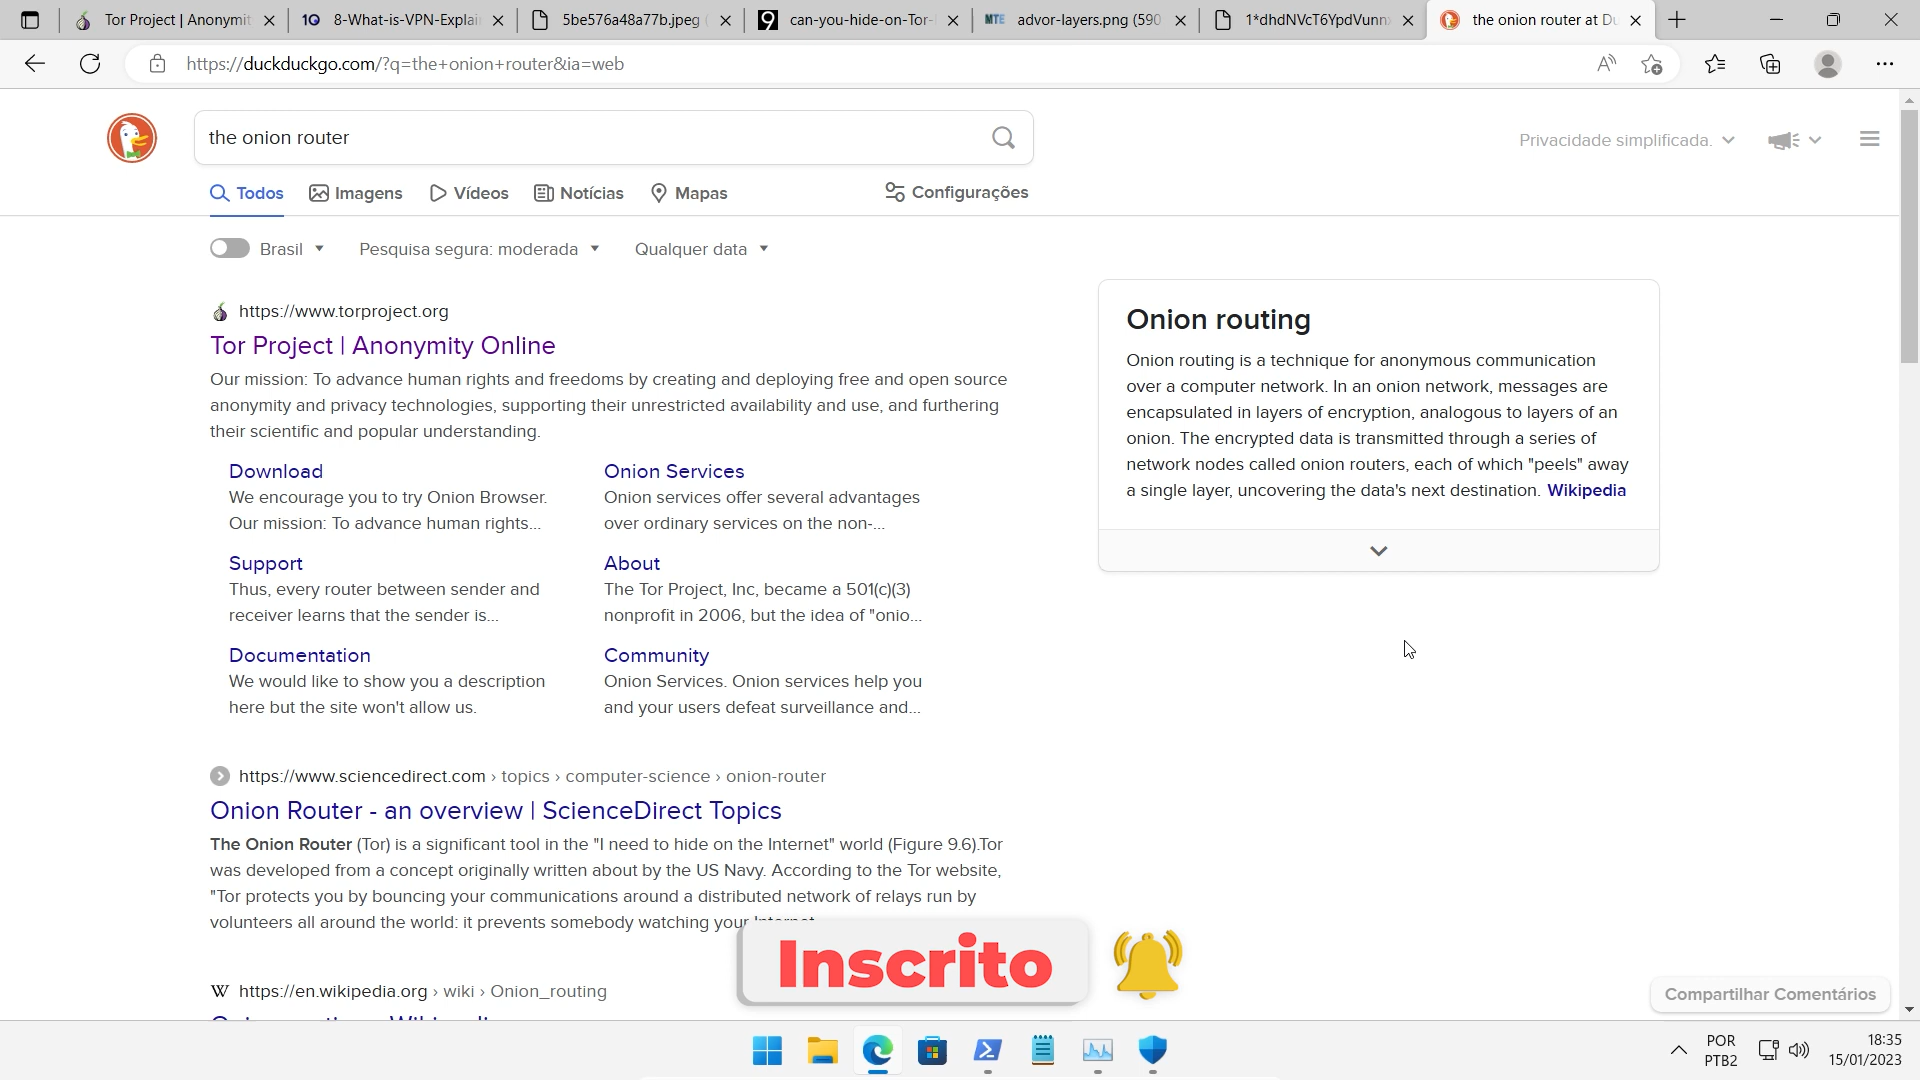 Tor Project | Anonymit
1Q 8-What-is-VPN-Explai
5be576a48a77b.jpeg (
9 can-you-hide-on-Tor-
MTE advor-layers.png (590
1*dhdNVcT6YpdVunnx
the onion router at Du
https://duckduckgo.com/?q=the+onion+router&ia=web
the onion router
Privacidade simplificada.
Todos Imagens Vídeos Notícias Mapas Configurações
Brasil Pesquisa segura: moderada Qualquer data
https://www.torproject.org
Tor Project | Anonymity Online
Our mission: To advance human rights and freedoms by creating and deploying free and open source
anonymity and privacy technologies, supporting their unrestricted availability and use, and furthering
their scientific and popular understanding.
Download
We encourage you to try Onion Browser.
Our mission: To advance human rights...
Onion Services
Onion services offer several advantages
over ordinary services on the non-...
Support
Thus, every router between sender and
receiver learns that the sender is...
About
The Tor Project, Inc, became a 501(c)(3)
nonprofit in 2006, but the idea of "onio...
Documentation
We would like to show you a description
here but the site won't allow us.
Community
Onion Services. Onion services help you
and your users defeat surveillance and...
https://www.sciencedirect.com › topics › computer-science › onion-router
Onion Router - an overview | ScienceDirect Topics
The Onion Router (Tor) is a significant tool in the "I need to hide on the Internet" world (Figure 9.6).Tor
was developed from a concept originally written about by the US Navy. According to the Tor website,
"Tor protects you by bouncing your communications around a distributed network of relays run by
volunteers all around the world: it prevents somebody watching your Internet
W https://en.wikipedia.org › wiki › Onion_routing
Onion routing
Onion routing is a technique for anonymous communication
over a computer network. In an onion network, messages are
encapsulated in layers of encryption, analogous to layers of an
onion. The encrypted data is transmitted through a series of
network nodes called onion routers, each of which "peels" away
a single layer, uncovering the data's next destination. Wikipedia
Inscrito
Compartilhar Comentários
POR
PTB2
18:35
15/01/2023